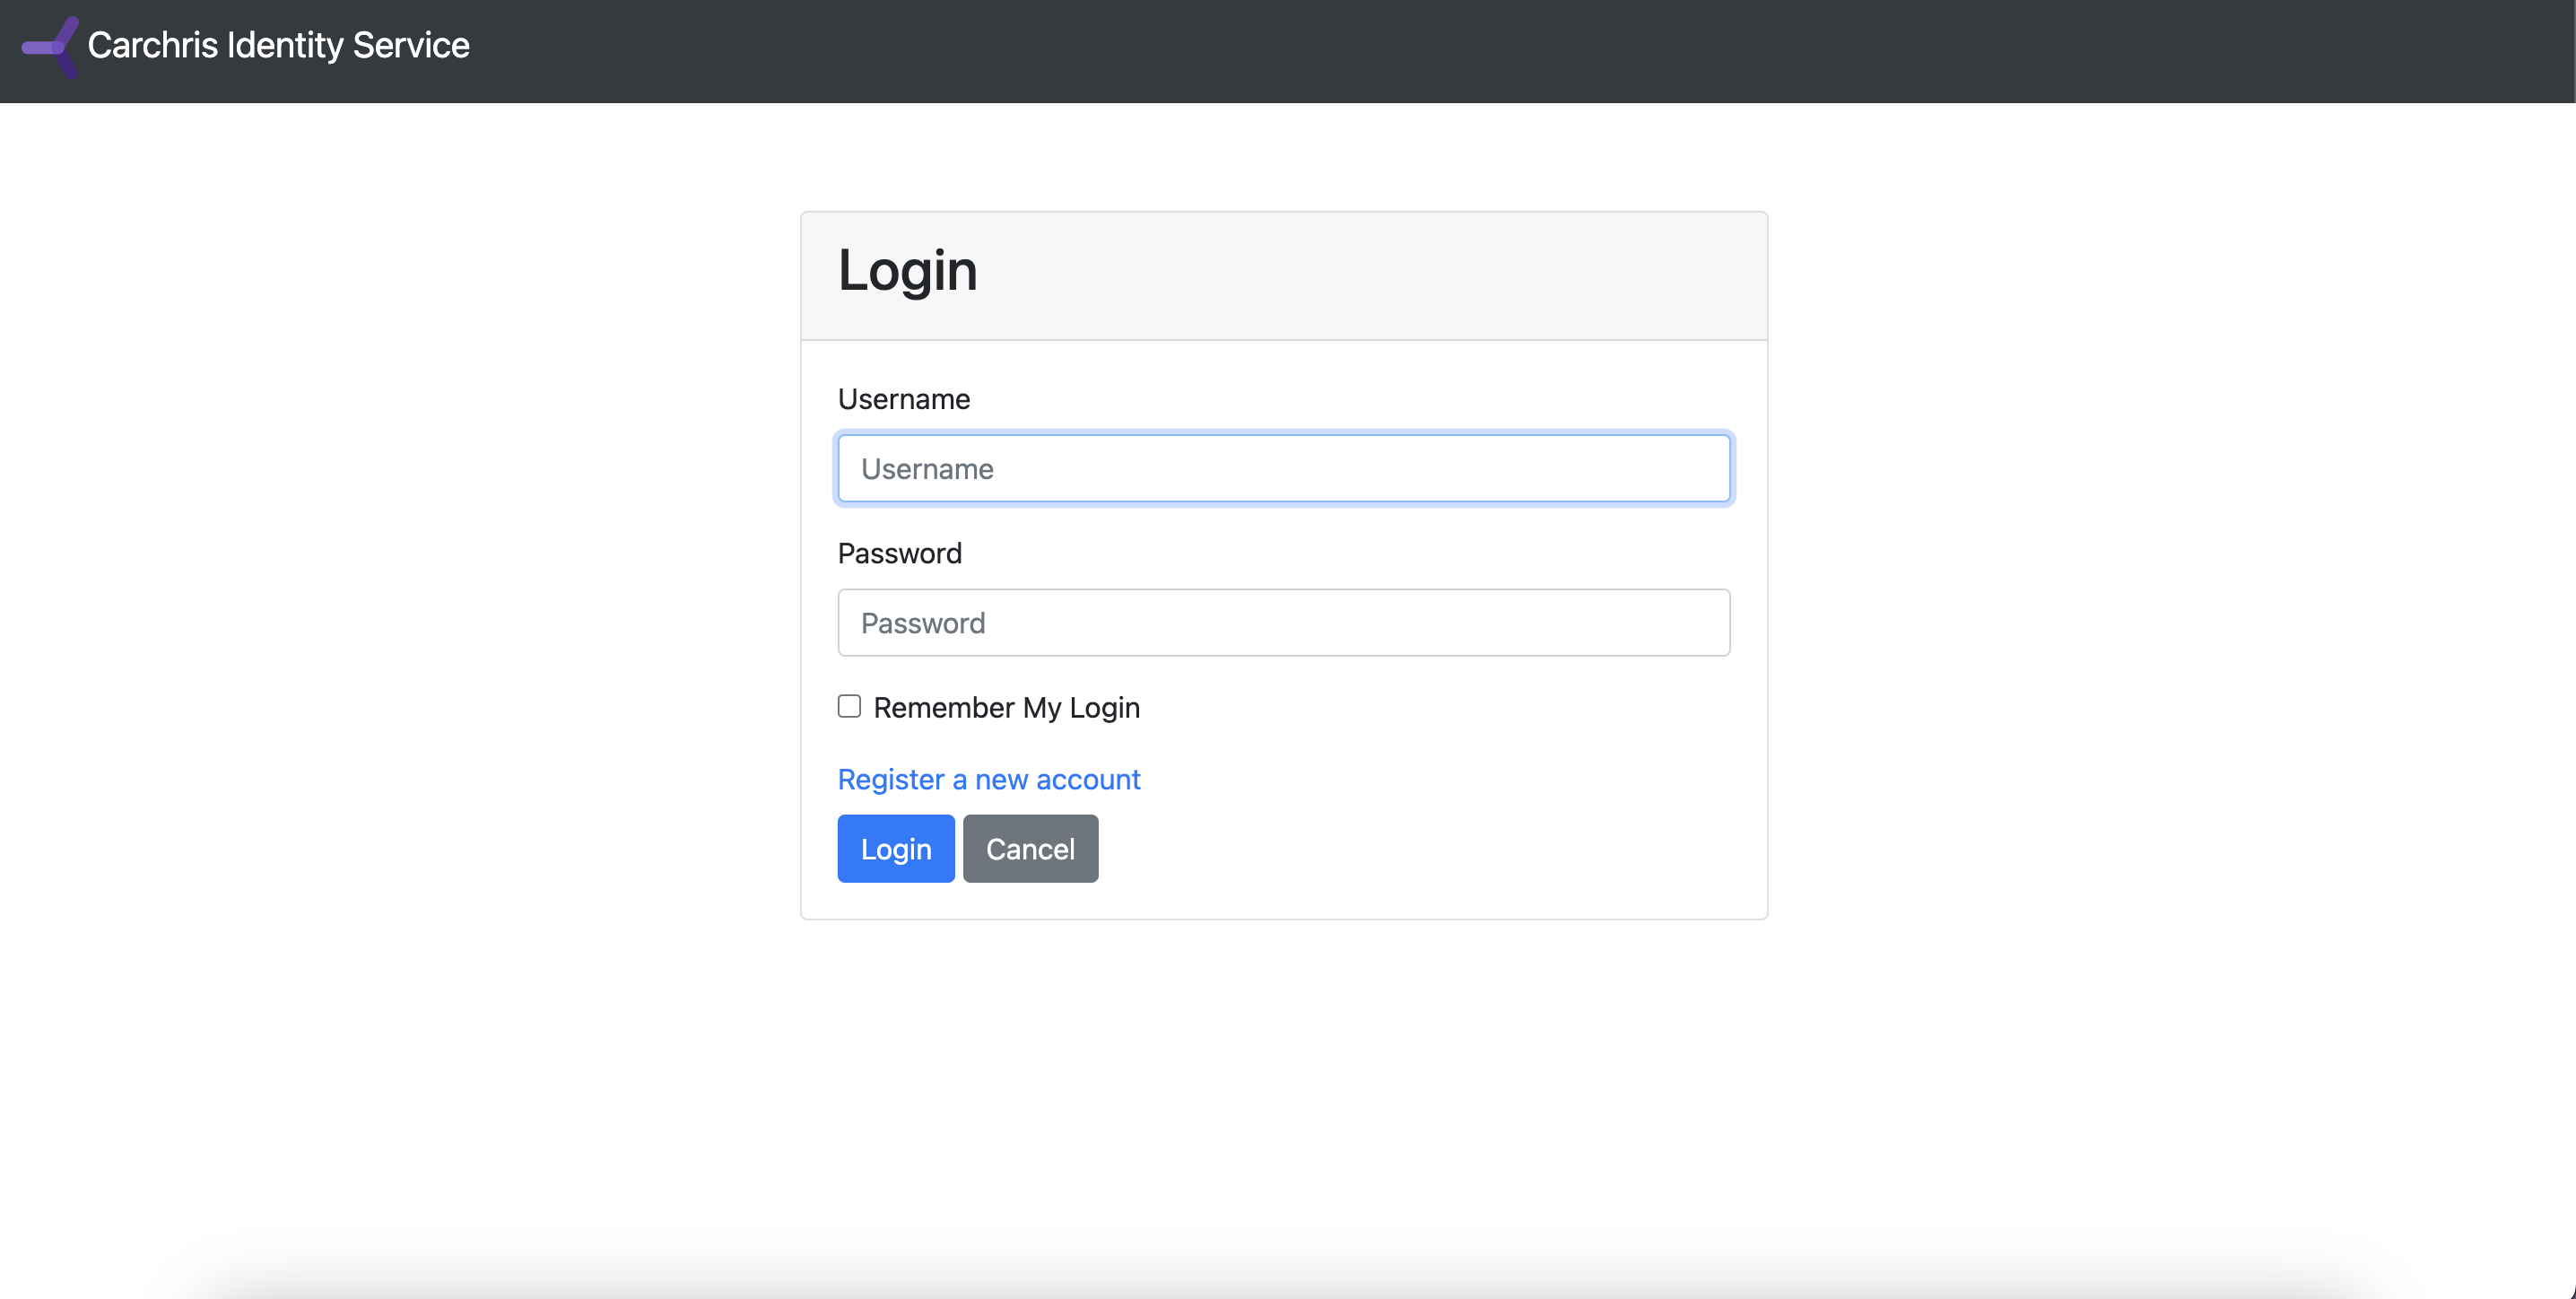 Carchris Identity Service
Login
Username
Username
Password
Password
Remember My Login
Register a new account
Login Cancel